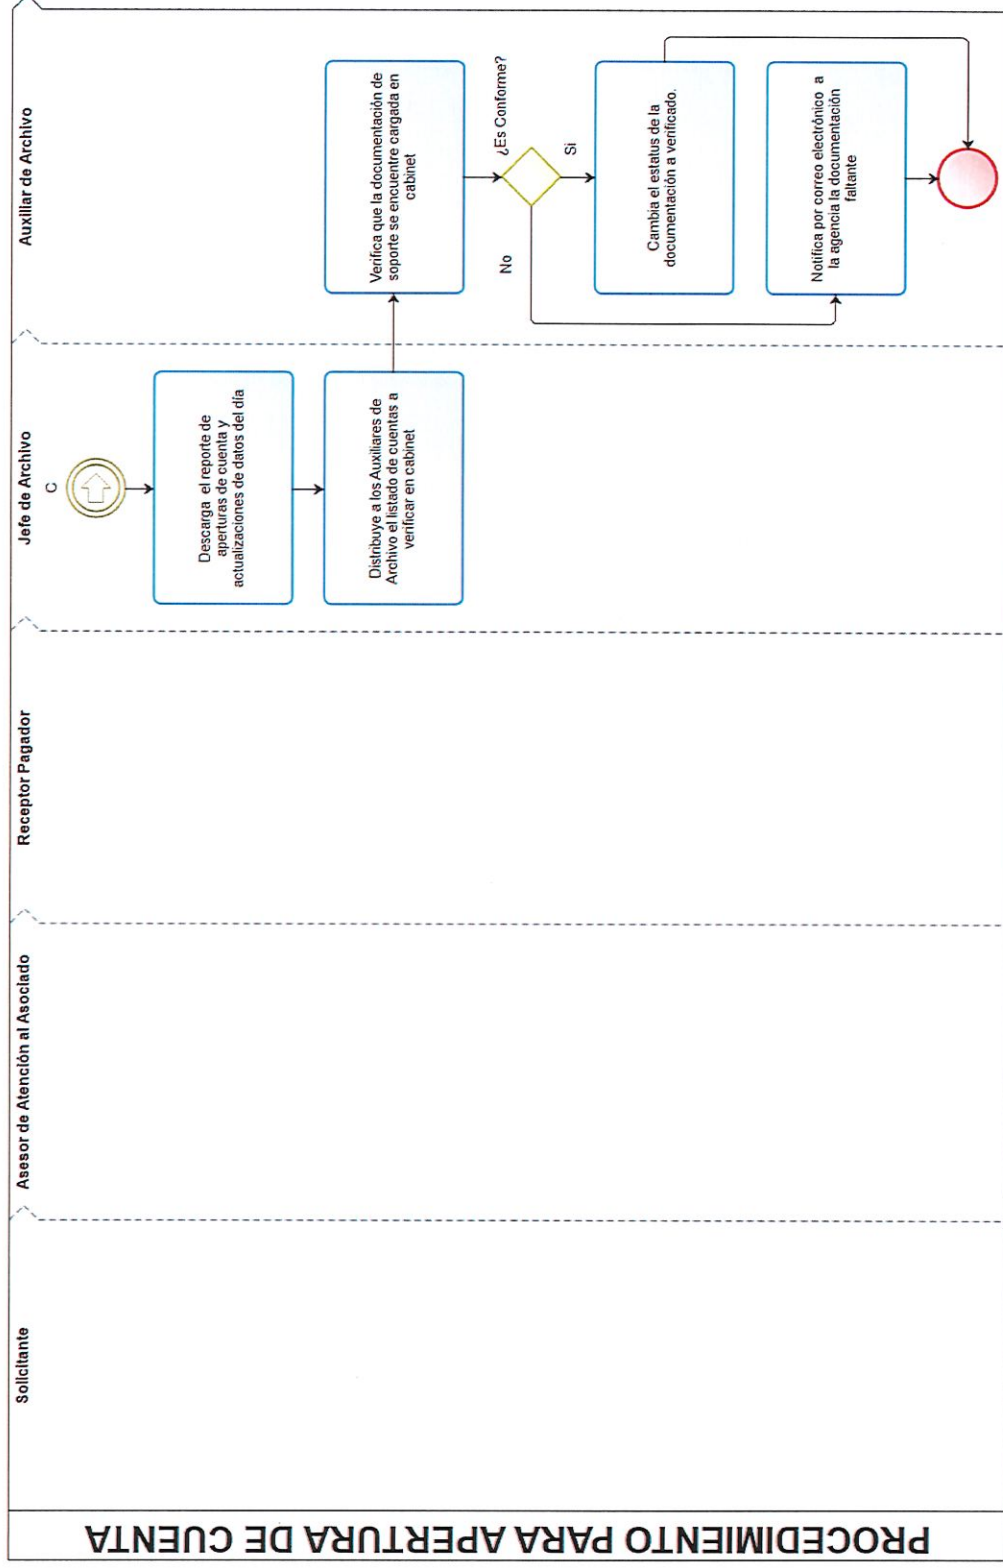 PROCEDIMIENTO PARA APERTURA DE CUENTA
Solicitante
Asesor de Atención al Asociado
Receptor Pagador
Jefe de Archivo
Auxiliar de Archivo
C
Descarga el reporte de
aperturas de cuenta y
actualizaciones de datos del día
Distribuye a los Auxiliares de
Archivo el listado de cuentas a
verificar en cabinet
Verifica que la documentación de
soporte se encuentre cargada en
cabinet
¿Es Conforme?
No
Si
Cambia el estatus de la
documentación a verificado.
Notifica por correo electrónico a
la agencia la documentación
faltante